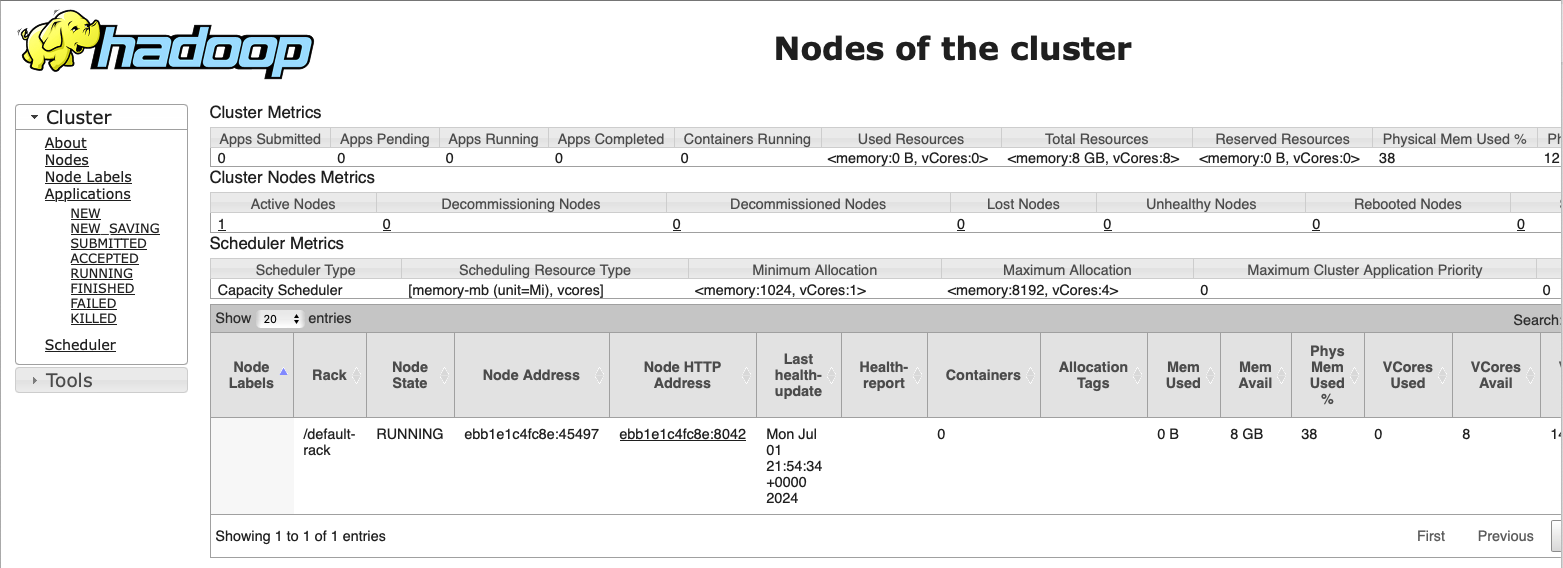 hadoop
Nodes of the cluster
Cluster
About
Nodes
Node Labels
Applications
NEW
NEW_SAVING
SUBMITTED
ACCEPTED
RUNNING
FINISHED
FAILED
KILLED
Scheduler
Tools
Cluster Metrics
Apps Submitted Apps Pending Apps Running Apps Completed Containers Running Used Resources Total Resources Reserved Resources Physical Mem Used %
0 0 0 0 0 <memory:0 B, vCores:0> <memory:8 GB, vCores:8> <memory:0 B, vCores:0> 38 12
Cluster Nodes Metrics
Active Nodes Decommissioning Nodes Decommissioned Nodes Lost Nodes Unhealthy Nodes Rebooted Nodes
1 0 0 0 0 0 0
Scheduler Metrics
Scheduler Type Scheduling Resource Type Minimum Allocation Maximum Allocation Maximum Cluster Application Priority
Capacity Scheduler [memory-mb (unit=Mi), vcores] <memory:1024, vCores:1> <memory:8192, vCores:4> 0 0
Show 20 entries Search:
Node Labels Rack Node State Node Address Node HTTP Address Last health-update Health-report Containers Allocation Tags Mem Used Mem Avail Phys Mem Used % VCores Used VCores Avail
/default-rack RUNNING ebb1e1c4fc8e:45497 ebb1e1c4fc8e:8042 Mon Jul 01 21:54:34 +0000 2024 0 0 B 8 GB 38 0 8
Showing 1 to 1 of 1 entries First Previous